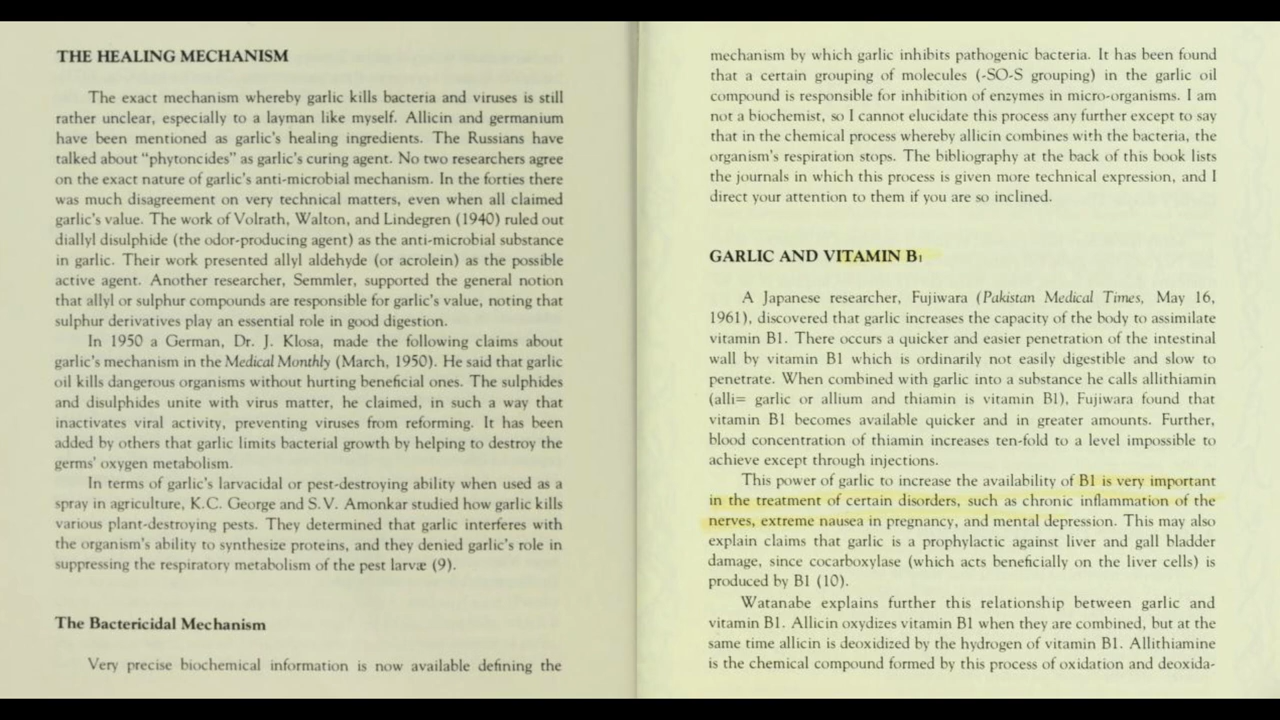 THE HEALING MECHANISM
The exact mechanism whereby garlic kills bacteria and viruses is still
rather unclear, especially to a layman like myself. Allicin and germanium
have been mentioned as garlic's healing ingredients. The Russians have
talked about "phytoncides" as garlic's curing agent. No two researchers agree
on the exact nature of garlic's anti-microbial mechanism. In the forties there
was much disagreement on very technical matters, even when all claimed
garlic's value. The work of Volrath, Walton, and Lindegren (1940) ruled out
diallyl disulphide (the odor-producing agent) as the anti-microbial substance
in garlic. Their work presented allyl aldehyde (or acrolein) as the possible
active agent. Another researcher, Semmler, supported the general notion
that allyl or sulphur compounds are responsible for garlic's value, noting that
sulphur derivatives play an essential role in good digestion.
In 1950 a German, Dr. J. Klosa, made the following claims about
garlic's mechanism in the Medical Monthly (March, 1950). He said that garlic
oil kills dangerous organisms without hurting beneficial ones. The sulphides
and disulphides unite with virus matter, he claimed, in such a way that
inactivates viral activity, preventing viruses from reforming. It has been
added by others that garlic limits bacterial growth by helping to destroy the
germs' oxygen metabolism.
In terms of garlic's larvacidal or pest-destroying ability when used as a
spray in agriculture, K.C. George and S.V. Amonkar studied how garlic kills
various plant-destroying pests. They determined that garlic interferes with
the organism's ability to synthesize proteins, and they denied garlic's role in
suppressing the respiratory metabolism of the pest larvæ (9).
The Bactericidal Mechanism
Very precise biochemical information is now available defining the
mechanism by which garlic inhibits pathogenic bacteria. It has been found
that a certain grouping of molecules (-SO-S grouping) in the garlic oil
compound is responsible for inhibition of enzymes in micro-organisms. I am
not a biochemist, so I cannot elucidate this process any further except to say
that in the chemical process whereby allicin combines with the bacteria, the
organism's respiration stops. The bibliography at the back of this book lists
the journals in which this process is given more technical expression, and I
direct your attention to them if you are so inclined.
GARLIC AND VITAMIN B₁
A Japanese researcher, Fujiwara (Pakistan Medical Times, May 16,
1961), discovered that garlic increases the capacity of the body to assimilate
vitamin B1. There occurs a quicker and easier penetration of the intestinal
wall by vitamin B1 which is ordinarily not easily digestible and slow to
penetrate. When combined with garlic into a substance he calls allithiamin
(alli= garlic or allium and thiamin is vitamin B1), Fujiwara found that
vitamin B1 becomes available quicker and in greater amounts. Further,
blood concentration of thiamin increases ten-fold to a level impossible to
achieve except through injections.
This power of garlic to increase the availability of B1 is very important
in the treatment of certain disorders, such as chronic inflammation of the
nerves, extreme nausea in pregnancy, and mental depression. This may also
explain claims that garlic is a prophylactic against liver and gall bladder
damage, since cocarboxylase (which acts beneficially on the liver cells) is
produced by B1 (10).
Watanabe explains further this relationship between garlic and
vitamin B1. Allicin oxydizes vitamin B1 when they are combined, but at the
same time allicin is deoxidized by the hydrogen of vitamin B1. Allithiamine
is the chemical compound formed by this process of oxidation and deoxida-